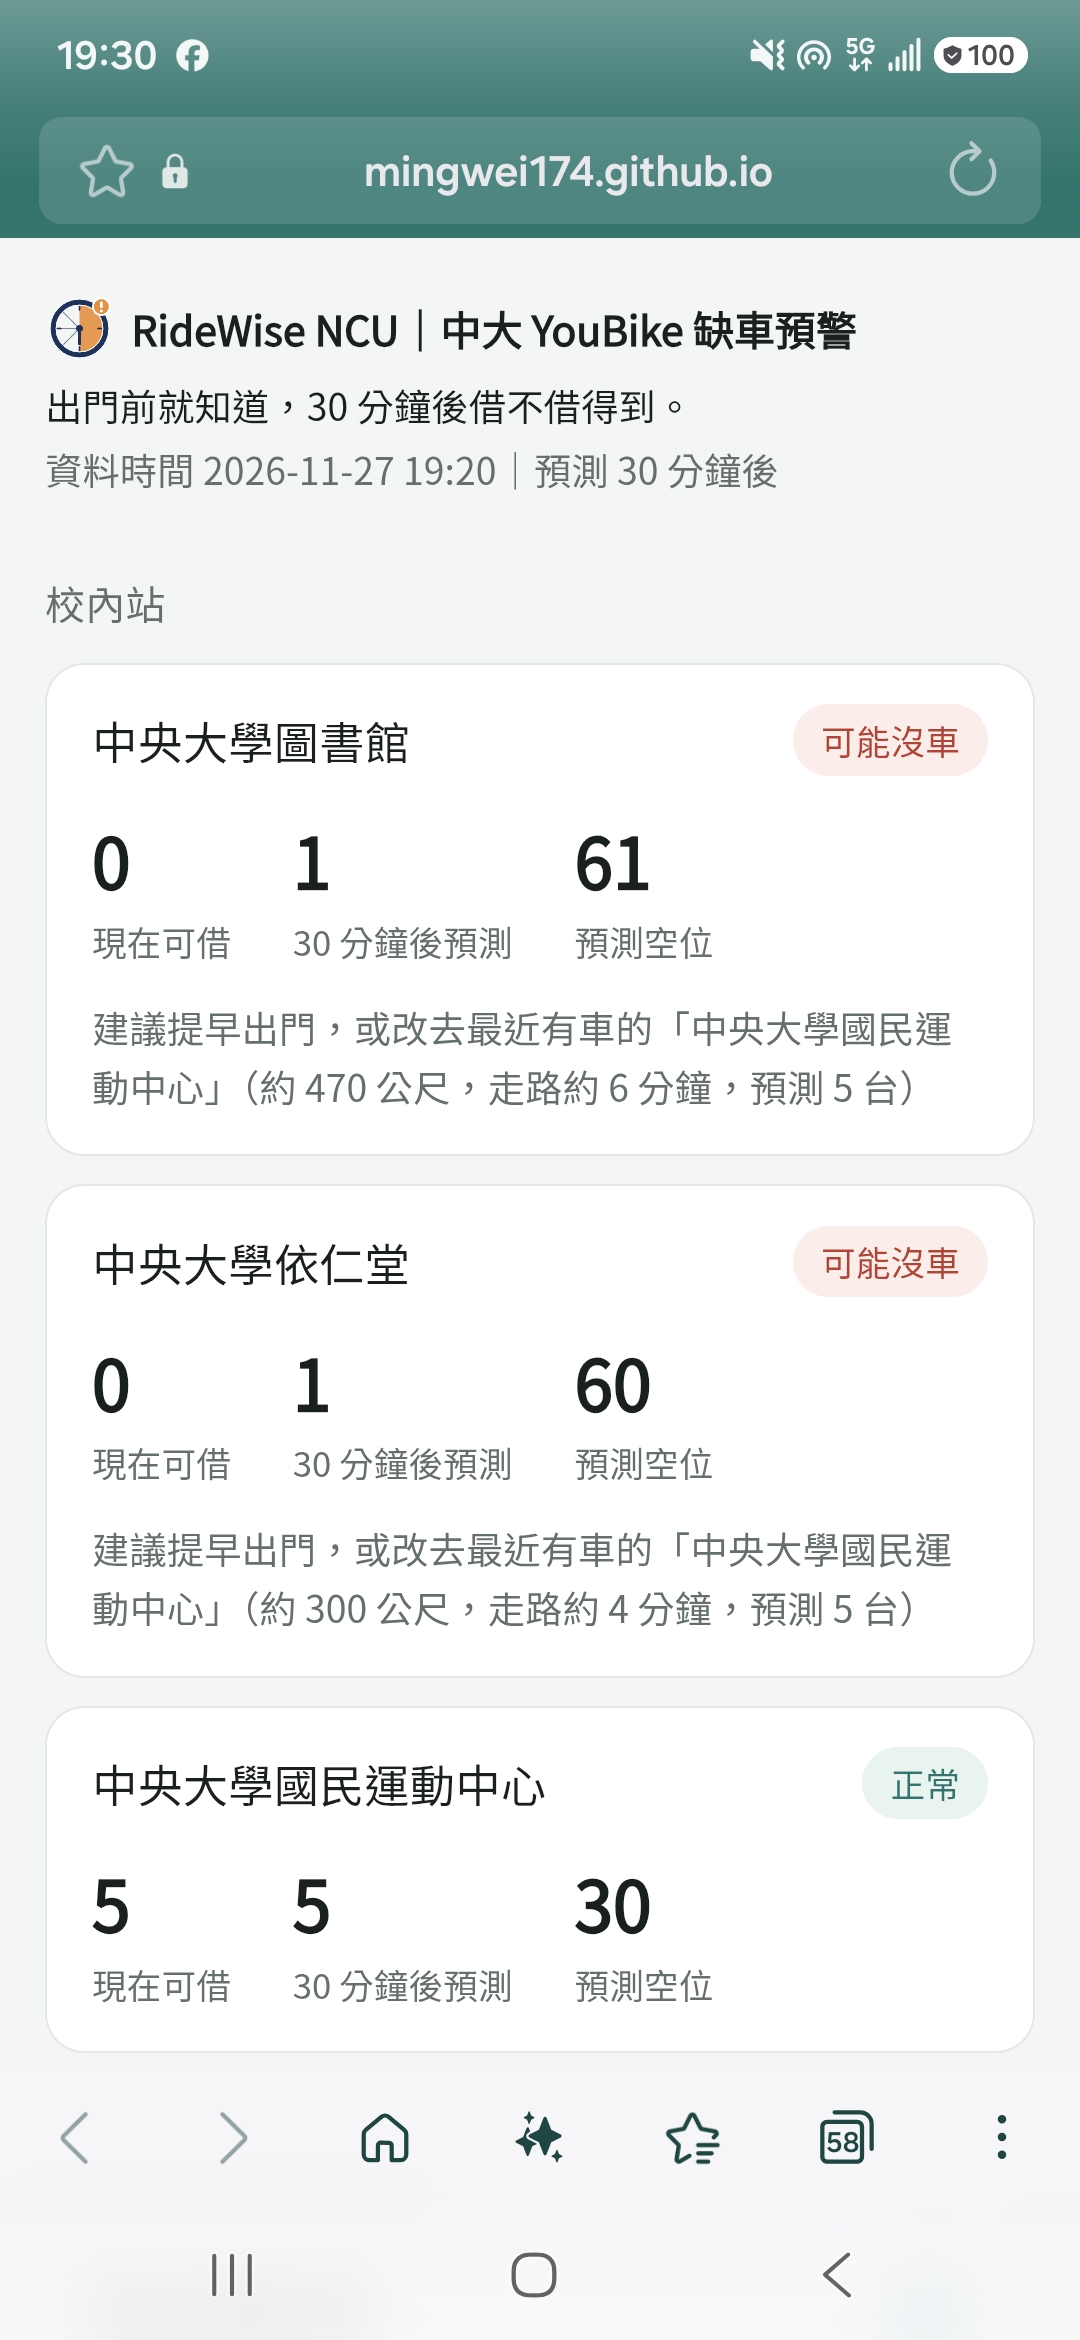 19:30
5G
100
mingwei174.github.io
RideWise NCU｜中大 YouBike 缺車預警
出門前就知道，30 分鐘後借不借得到。
資料時間 2026-11-27 19:20｜預測 30 分鐘後
校內站
中央大學圖書館
可能沒車
0 1 61
現在可借 30 分鐘後預測 預測空位
建議提早出門，或改去最近有車的「中央大學國民運
動中心」（約 470 公尺，走路約 6 分鐘，預測 5 台）
中央大學依仁堂
可能沒車
0 1 60
現在可借 30 分鐘後預測 預測空位
建議提早出門，或改去最近有車的「中央大學國民運
動中心」（約 300 公尺，走路約 4 分鐘，預測 5 台）
中央大學國民運動中心
正常
5 5 30
現在可借 30 分鐘後預測 預測空位
58